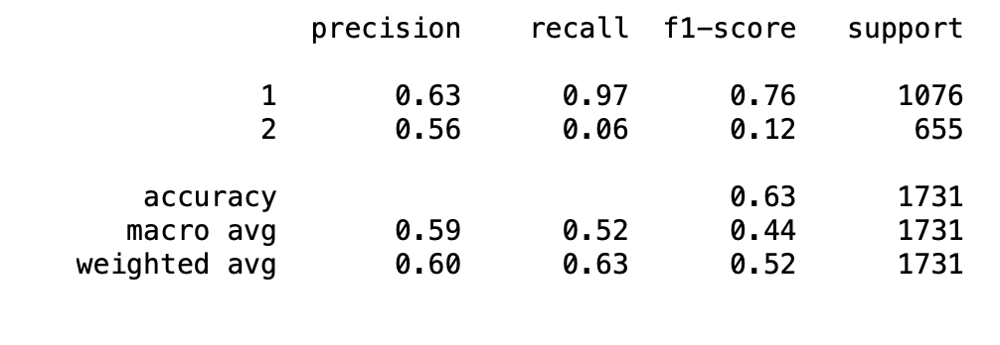 precision recall f1-score support
1 0.63 0.97 0.76 1076
2 0.56 0.06 0.12 655
accuracy 0.63 1731
macro avg 0.59 0.52 0.44 1731
weighted avg 0.60 0.63 0.52 1731